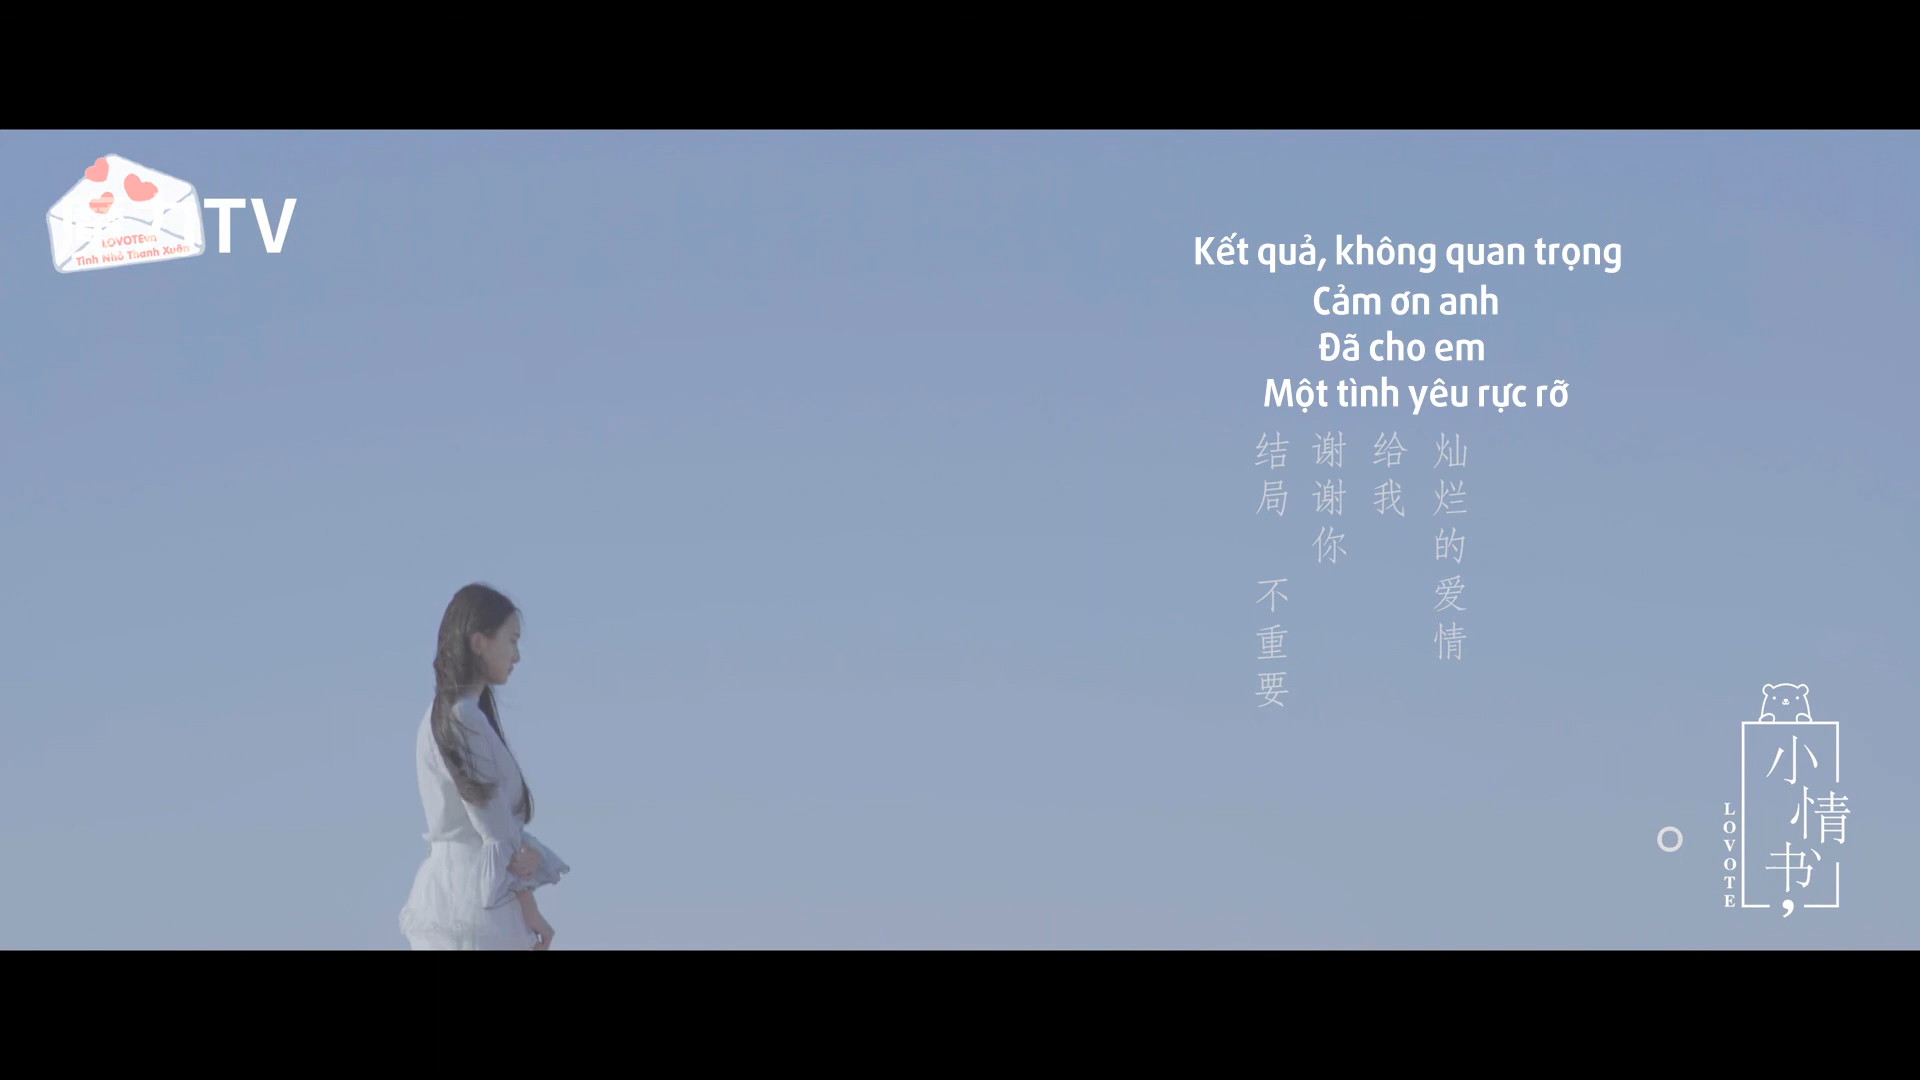 TV
LOVOTEvn
Tình Nhỏ Thanh Xuân
Kết quả, không quan trọng
Cảm ơn anh
Đã cho em
Một tình yêu rực rỡ
结局 不重要
谢谢你
给我
灿烂的爱情
小情书,
LOVOTE